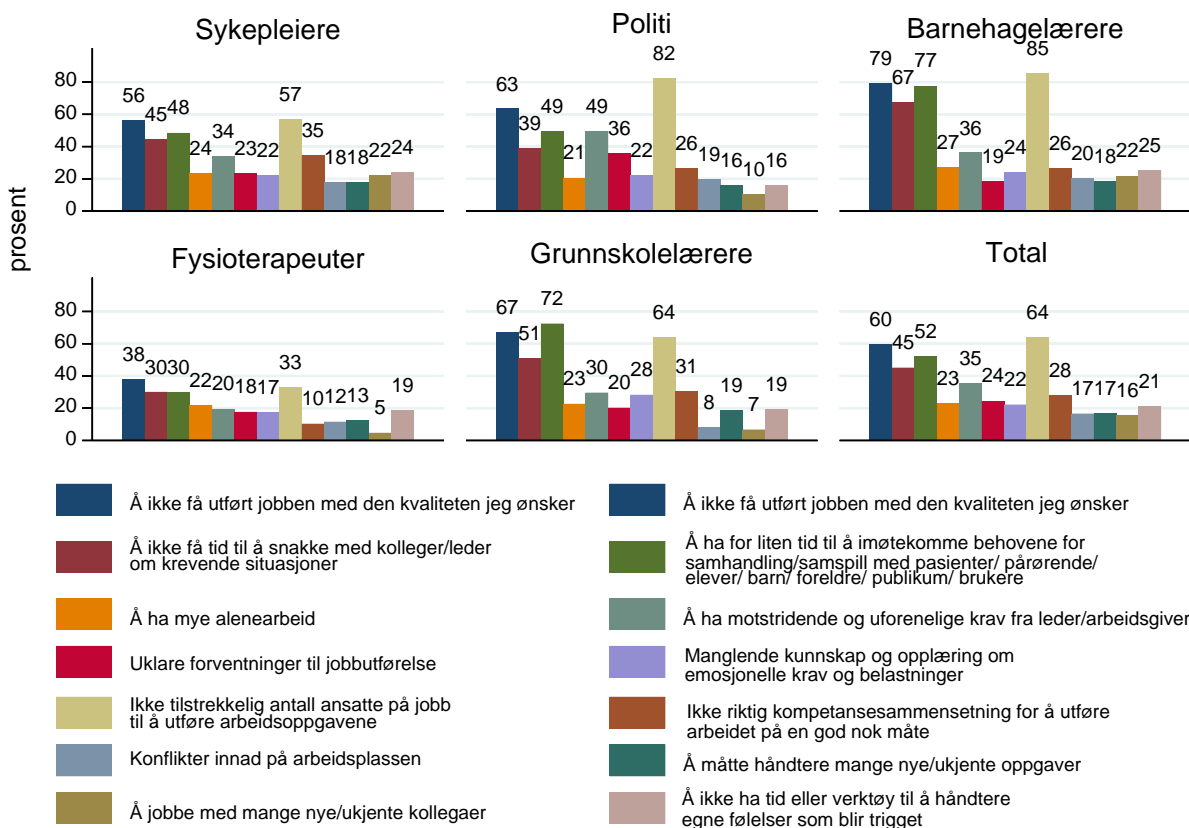 Sykepleiere
Politi
Barnehagelærere
prosent
80
60
40
20
0
56 45 48 24 34 23 22 57 35 18 18 22 24
63 39 49 21 49 36 22 82 26 19 16 10 16
79 67 77 27 36 19 24 85 26 20 18 22 25
Fysioterapeuter
Grunnskolelærere
Total
80
60
40
20
0
38 30 30 22 20 18 17 33 10 12 13 5 19
67 51 72 23 30 20 28 64 31 8 19 7 19
60 45 52 23 35 24 22 64 28 17 17 16 21
Å ikke få utført jobben med den kvaliteten jeg ønsker
Å ikke få utført jobben med den kvaliteten jeg ønsker
Å ikke få tid til å snakke med kolleger/leder
om krevende situasjoner
Å ha for liten tid til å imøtekomme behovene for
samhandling/samspill med pasienter/ pårørende/
elever/ barn/ foreldre/ publikum/ brukere
Å ha mye alenearbeid
Å ha motstridende og uforenelige krav fra leder/arbeidsgiver
Uklare forventninger til jobbutførelse
Manglende kunnskap og opplæring om
emosjonelle krav og belastninger
Ikke tilstrekkelig antall ansatte på jobb
til å utføre arbeidsoppgavene
Ikke riktig kompetansesammensetning for å utføre
arbeidet på en god nok måte
Konflikter innad på arbeidsplassen
Å måtte håndtere mange nye/ukjente oppgaver
Å jobbe med mange nye/ukjente kollegaer
Å ikke ha tid eller verktøy til å håndtere
egne følelser som blir trigget